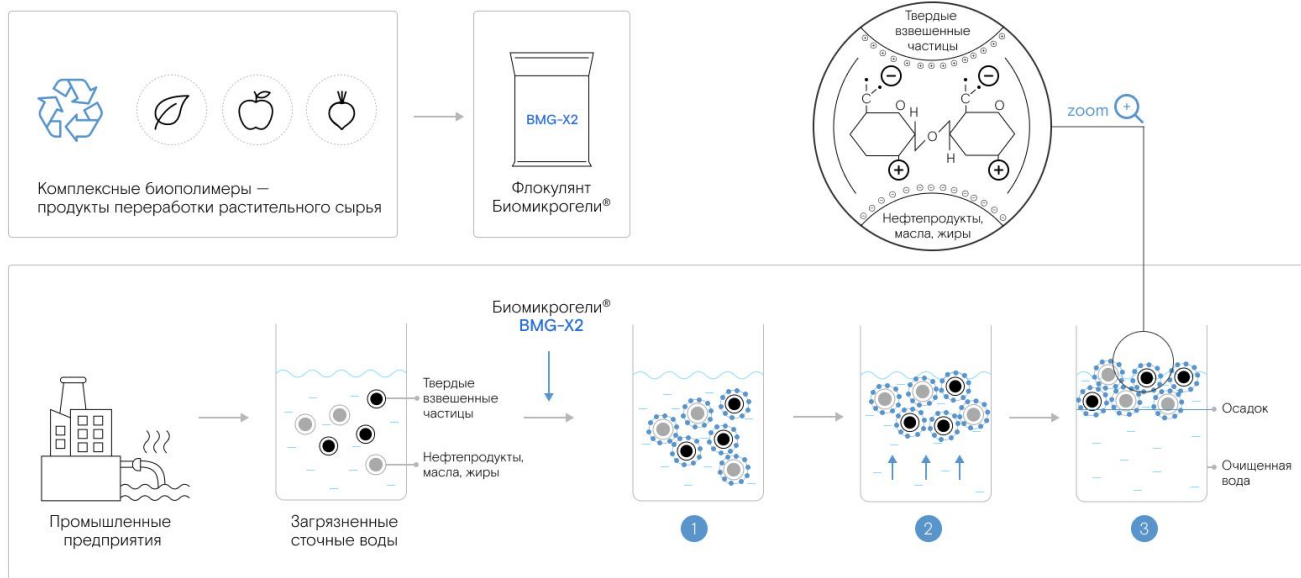 Комплексные биополимеры —
продукты переработки растительного сырья
BMG-X2
Флокулянт
Биомикрогели®
Твердые
взвешенные
частицы
C
O
H
O
C
O
H
Нефтепродукты,
масла, жиры
zoom
Промышленные
предприятия
Загрязненные
сточные воды
Твердые
взвешенные
частицы
Нефтепродукты,
масла, жиры
Биомикрогели®
BMG-X2
1
2
3
Осадок
Очищенная
вода